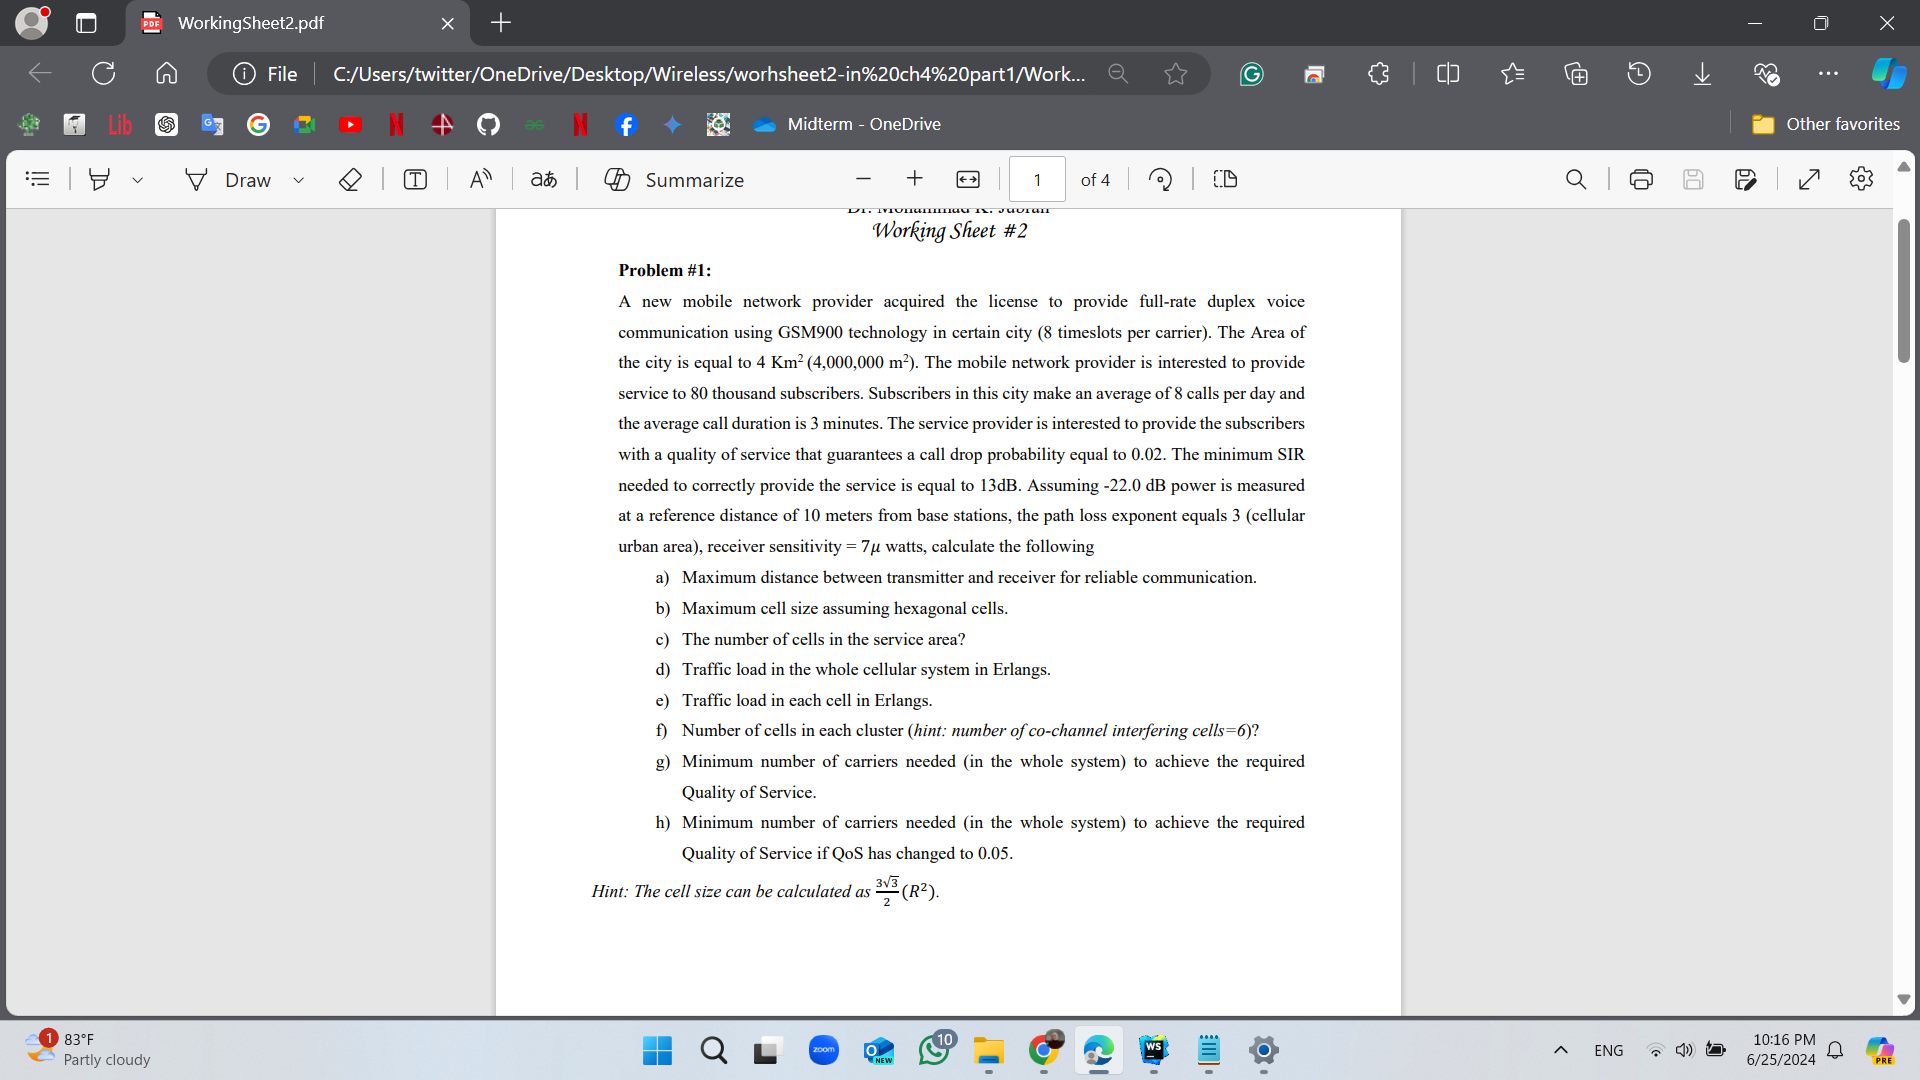 WorkingSheet2.pdf
File
C:/Users/twitter/OneDrive/Desktop/Wireless/worhsheet2-in%20ch4%20part1/Work...
Lib
Midterm - OneDrive
Other favorites
Draw
aあ
Summarize
1
of 4
Dr. Mohammad K. Jubran
Working Sheet #2
Problem #1:
A new mobile network provider acquired the license to provide full-rate duplex voice
communication using GSM900 technology in certain city (8 timeslots per carrier). The Area of
the city is equal to 4 Km² (4,000,000 m²). The mobile network provider is interested to provide
service to 80 thousand subscribers. Subscribers in this city make an average of 8 calls per day and
the average call duration is 3 minutes. The service provider is interested to provide the subscribers
with a quality of service that guarantees a call drop probability equal to 0.02. The minimum SIR
needed to correctly provide the service is equal to 13dB. Assuming -22.0 dB power is measured
at a reference distance of 10 meters from base stations, the path loss exponent equals 3 (cellular
urban area), receiver sensitivity = 7μ watts, calculate the following
a) Maximum distance between transmitter and receiver for reliable communication.
b) Maximum cell size assuming hexagonal cells.
c) The number of cells in the service area?
d) Traffic load in the whole cellular system in Erlangs.
e) Traffic load in each cell in Erlangs.
f) Number of cells in each cluster (hint: number of co-channel interfering cells=6)?
g) Minimum number of carriers needed (in the whole system) to achieve the required
Quality of Service.
h) Minimum number of carriers needed (in the whole system) to achieve the required
Quality of Service if QoS has changed to 0.05.
Hint: The cell size can be calculated as 3√3/2 (R²).
1
83°F
Partly cloudy
zoom
NEW
10
WS
ENG
10:16 PM
6/25/2024
PRE